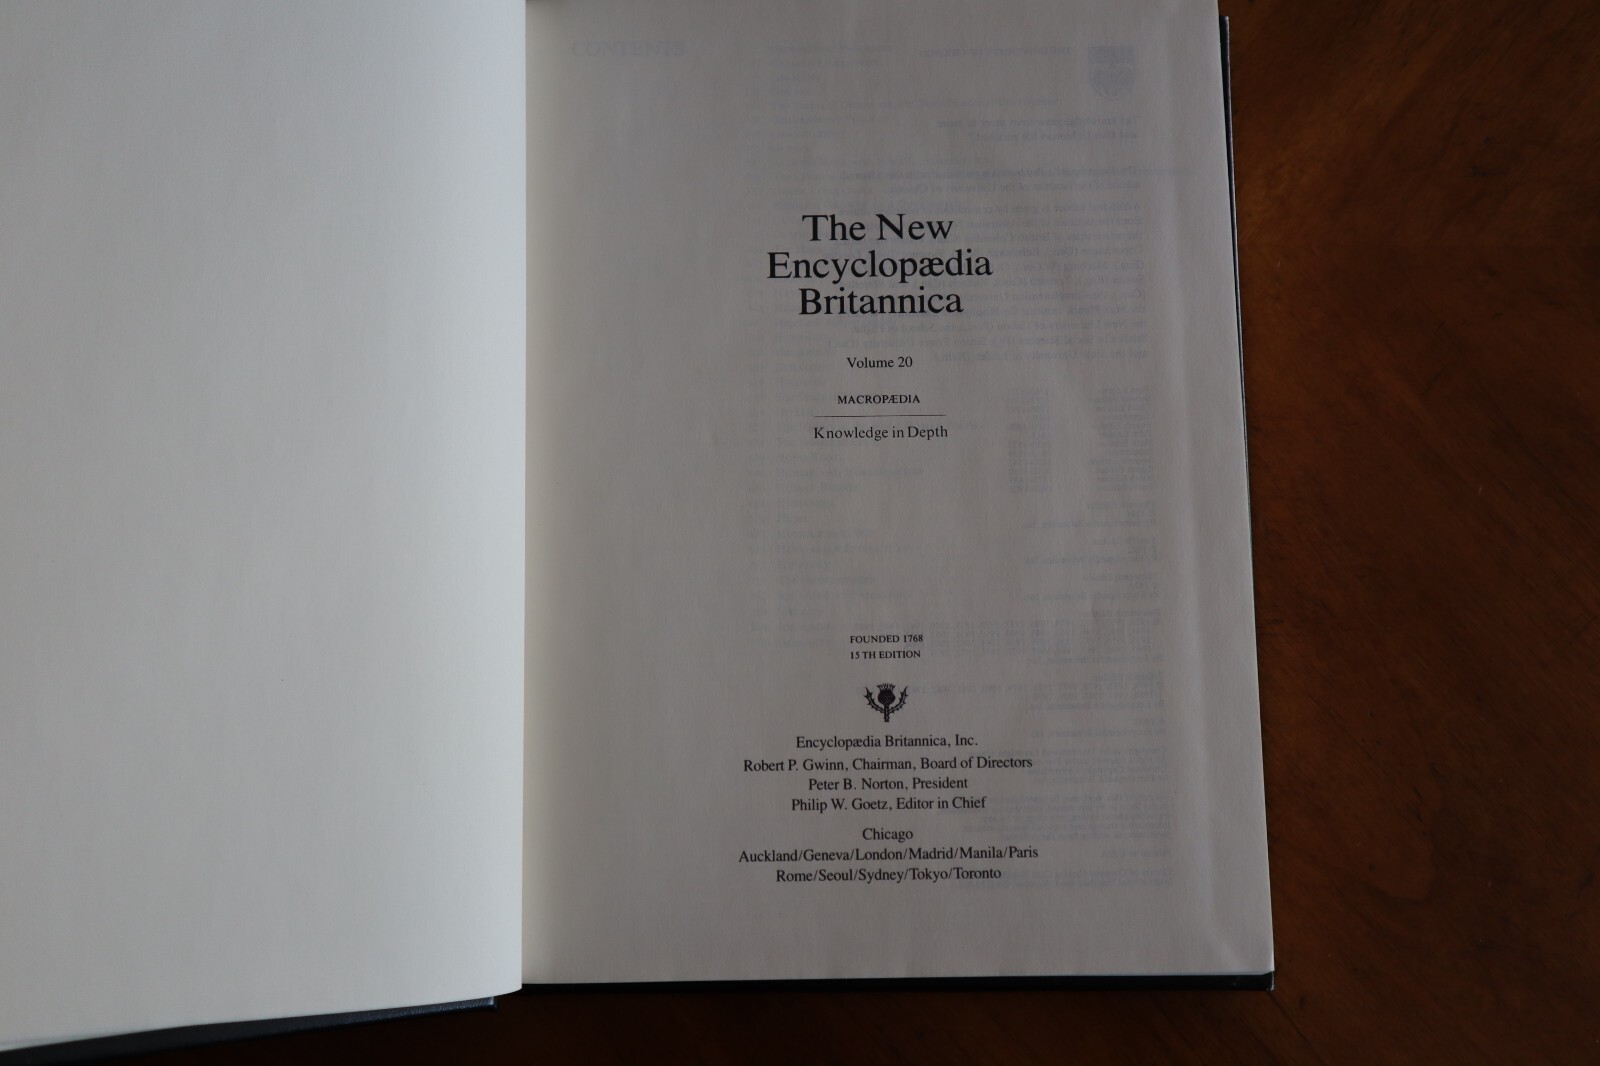 The New
Encyclopædia
Britannica
Volume 20
MACROPÆDIA
Knowledge in Depth
FOUNDED 1768
15 TH EDITION
Encyclopædia Britannica, Inc.
Robert P. Gwinn, Chairman, Board of Directors
Peter B. Norton, President
Philip W. Goetz, Editor in Chief
Chicago
Auckland/Geneva/London/Madrid/Manila/Paris
Rome/Seoul/Sydney/Tokyo/Toronto